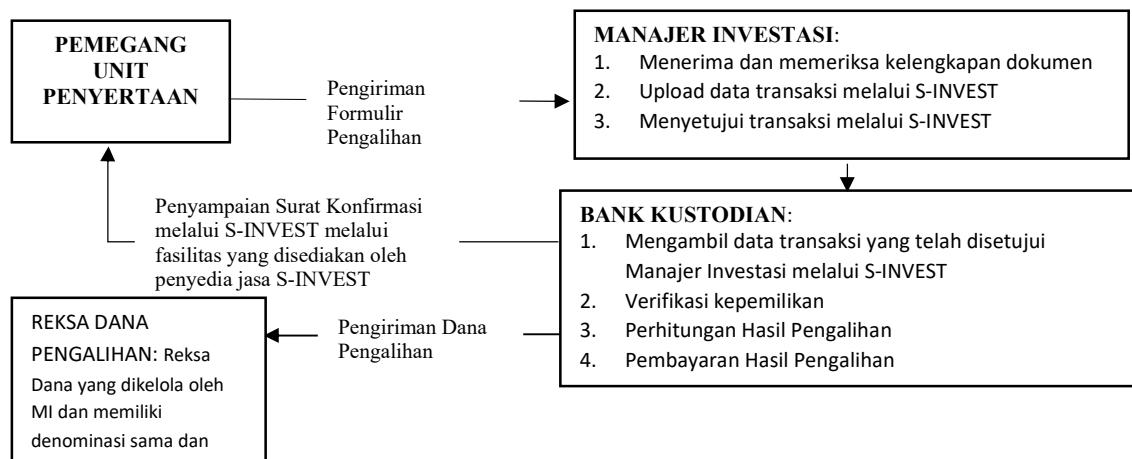 PEMEGANG
UNIT
PENYERTAAN
Pengiriman
Formulir
Pengalihan
MANAJER INVESTASI:
1. Menerima dan memeriksa kelengkapan dokumen
2. Upload data transaksi melalui S-INVEST
3. Menyetujui transaksi melalui S-INVEST
BANK KUSTODIAN:
1. Mengambil data transaksi yang telah disetujui
Manajer Investasi melalui S-INVEST
2. Verifikasi kepemilikan
3. Perhitungan Hasil Pengalihan
4. Pembayaran Hasil Pengalihan
Penyampaian Surat Konfirmasi
melalui S-INVEST melalui
fasilitas yang disediakan oleh
penyedia jasa S-INVEST
Pengiriman Dana
Pengalihan
REKSA DANA
PENGALIHAN: Reksa
Dana yang dikelola oleh
MI dan memiliki
denominasi sama dan